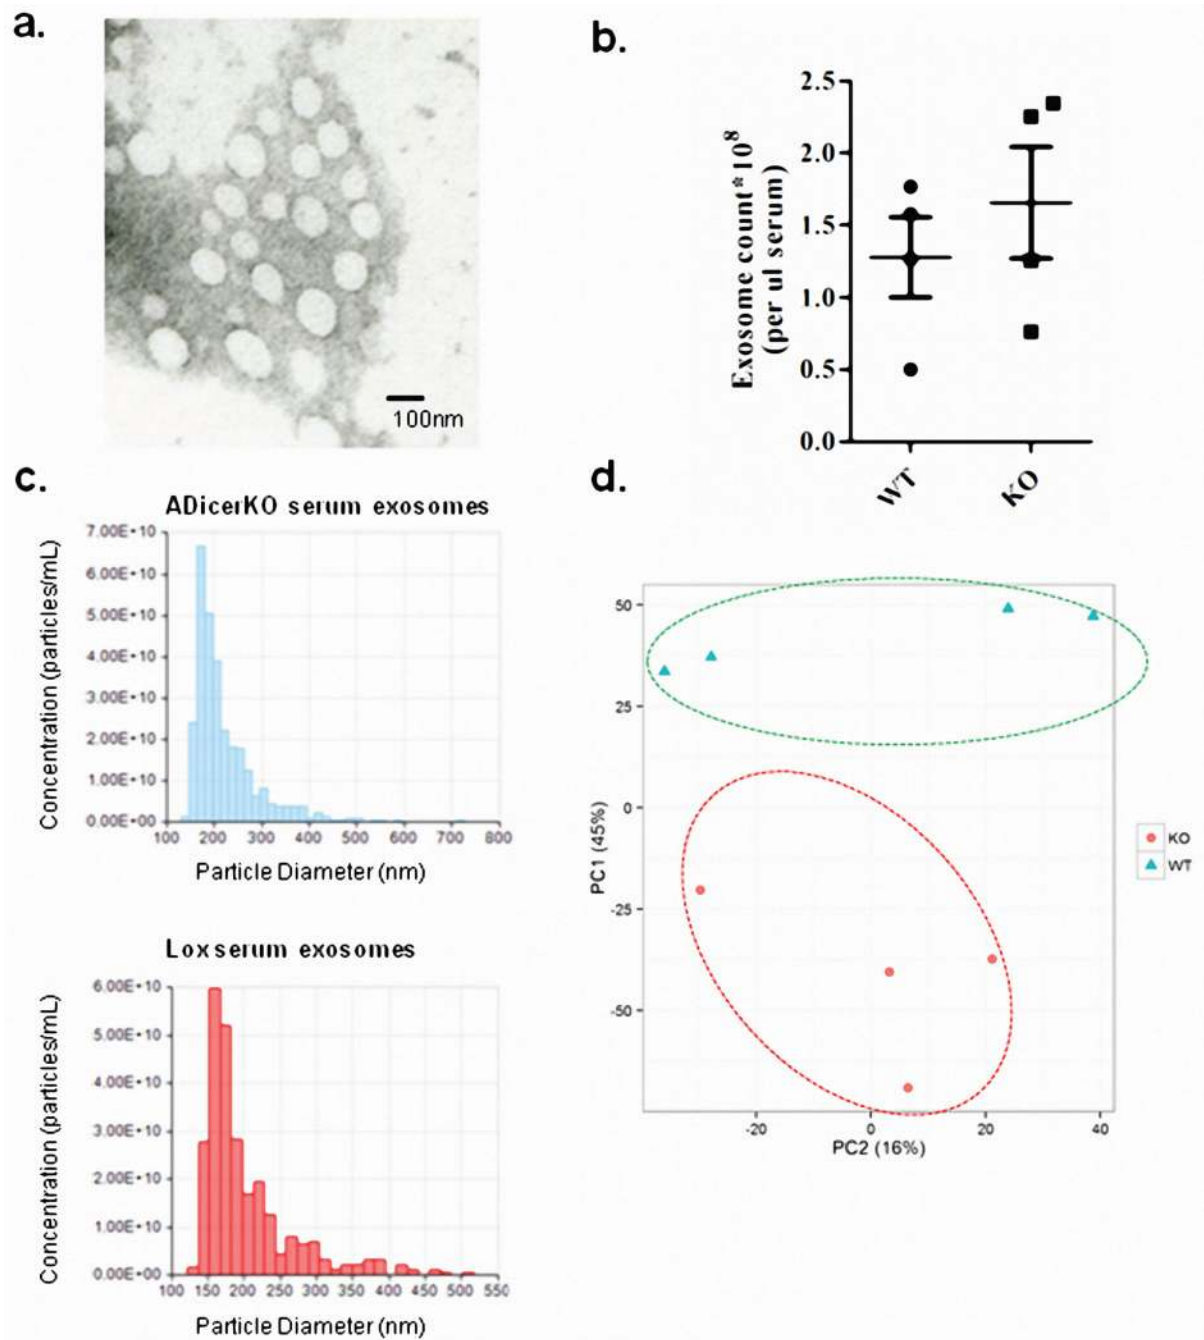 a.
100nm
b.
Exosome count*10^8
(per ul serum)
2.5
2.0
1.5
1.0
0.5
0.0
WT
KO
c.
ADicerKO serum exosomes
Concentration (particles/mL)
7.00E+10
6.00E+10
5.00E+10
4.00E+10
3.00E+10
2.00E+10
1.00E+10
0.00E+00
100 200 300 400 500 600 700 800
Particle Diameter (nm)
Lox serum exosomes
Concentration (particles/mL)
6.00E+10
5.00E+10
4.00E+10
3.00E+10
2.00E+10
1.00E+10
0.00E+00
100 150 200 250 300 350 400 450 500 550
Particle Diameter (nm)
d.
PC1 (45%)
50
25
0
-25
-50
-20 0 20 40
PC2 (16%)
KO
WT